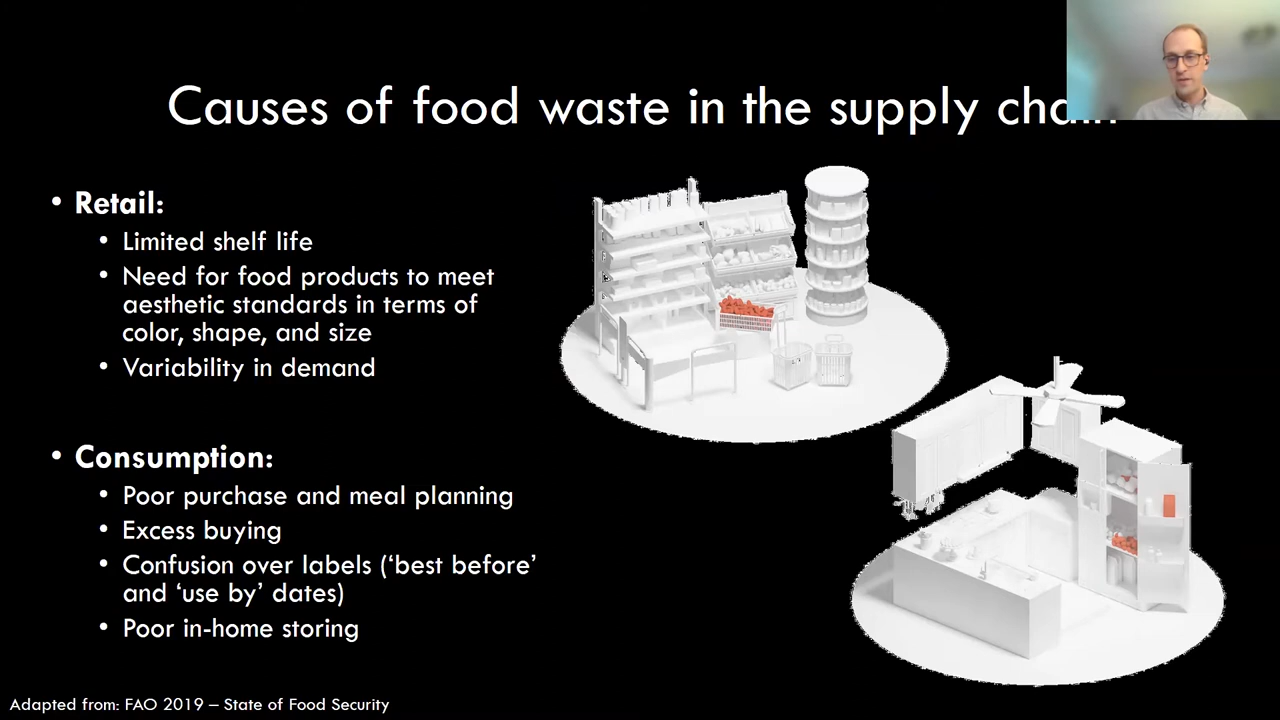 Causes of food waste in the supply chain
• Retail:
• Limited shelf life
• Need for food products to meet
aesthetic standards in terms of
color, shape, and size
• Variability in demand
• Consumption:
• Poor purchase and meal planning
• Excess buying
• Confusion over labels (‘best before’
and ‘use by’ dates)
• Poor in-home storing
Adapted from: FAO 2019 – State of Food Security